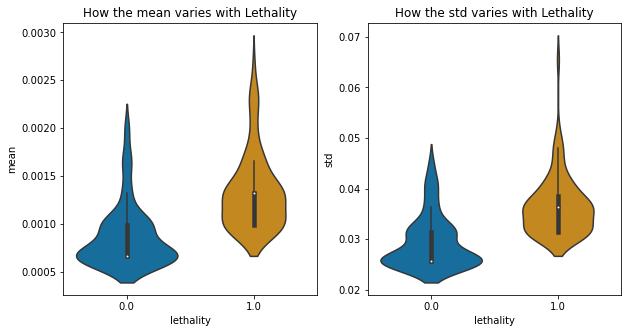 How the mean varies with Lethality
0.0030
0.0025
0.0020
0.0015
0.0010
0.0005
mean
0.0
1.0
lethality
How the std varies with Lethality
0.07
0.06
0.05
0.04
0.03
0.02
std
0.0
1.0
lethality